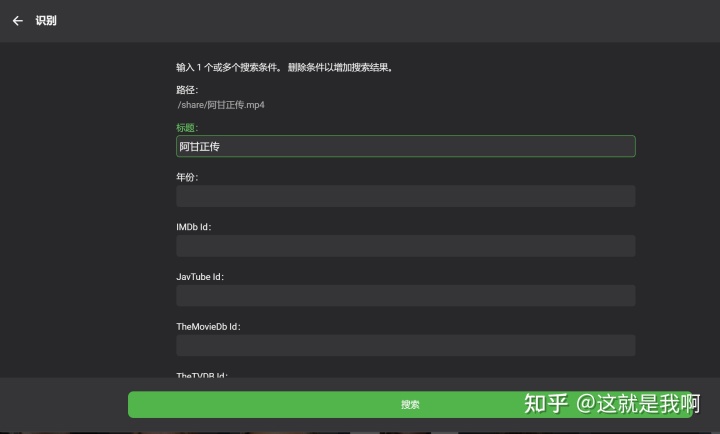 识别
输入 1 个或多个搜索条件。 删除条件以增加搜索结果。
路径：
/share/阿甘正传.mp4
标题：
阿甘正传
年份：
IMDb Id：
JavTube Id：
TheMovieDb Id：
TheTVDB Id：
搜索
知乎 @这就是我啊